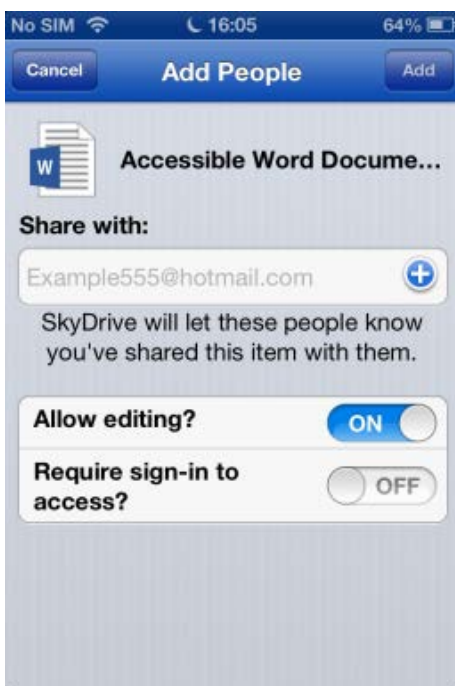 No SIM 16:05 64%
Cancel Add People Add
W Accessible Word Docume...
Share with:
Example555@hotmail.com
SkyDrive will let these people know
you've shared this item with them.
Allow editing? ON
Require sign-in to
access? OFF